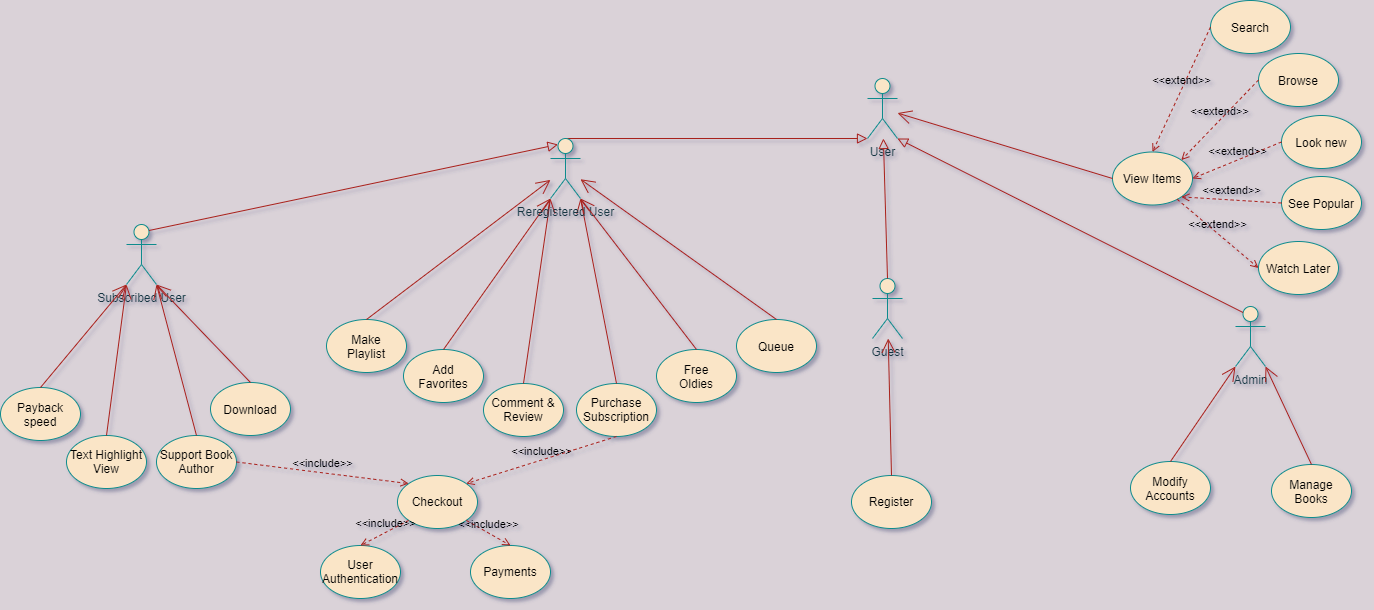 Search
<<extend>>
Browse
<<extend>>
User
Look new
<<extend>>
View Items
<<extend>>
See Popular
Reregistered User
<<extend>>
Watch Later
Subscribed User
Make
Playlist
Queue
Guest
Add
Favorites
Free
Oldies
Admin
Payback
speed
Download
Comment &
Review
Purchase
Subscription
Text Highlight
View
Support Book
Author
<<include>>
<<include>>
Checkout
Register
Modify
Accounts
Manage
Books
<<include>>
<<include>>
User
Authentication
Payments